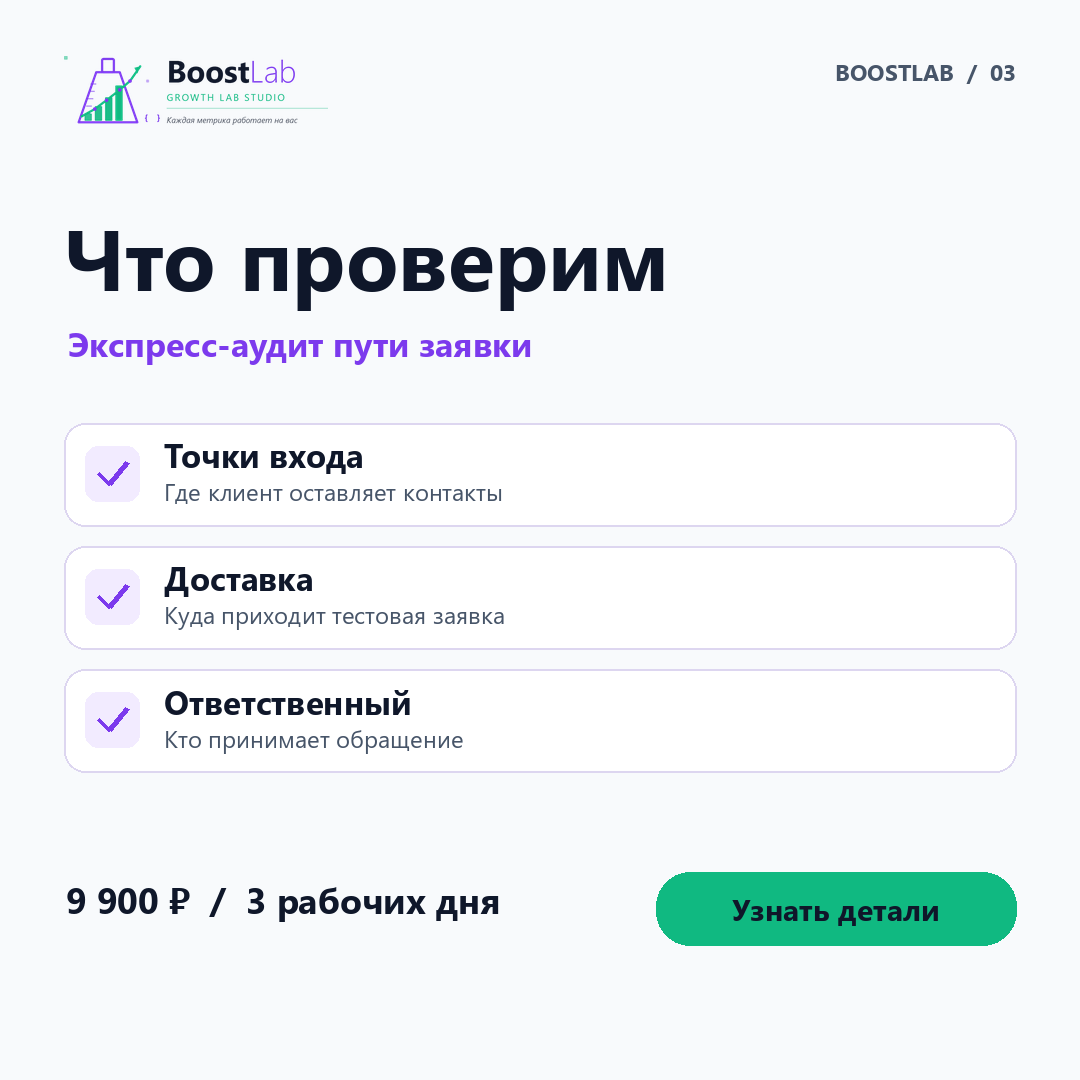 BoostLab
GROWTH LAB STUDIO
{ } Каждая метрика работает на вас
BOOSTLAB / 03
Что проверим
Экспресс-аудит пути заявки
Точки входа
Где клиент оставляет контакты
Доставка
Куда приходит тестовая заявка
Ответственный
Кто принимает обращение
9 900 ₽ / 3 рабочих дня
Узнать детали